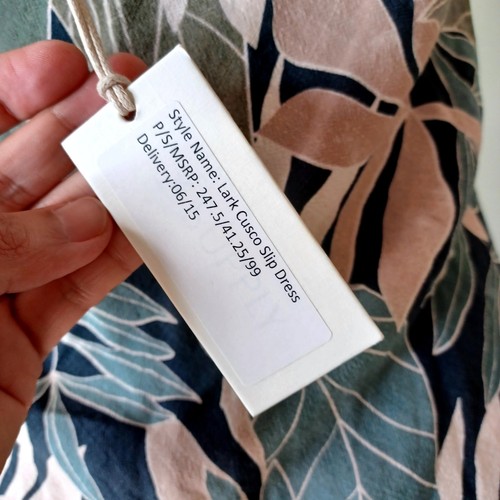 Style Name: Lark Cusco Slip Dress
P/S/MSRP: 247.5/41.25/99
Delivery:06/15